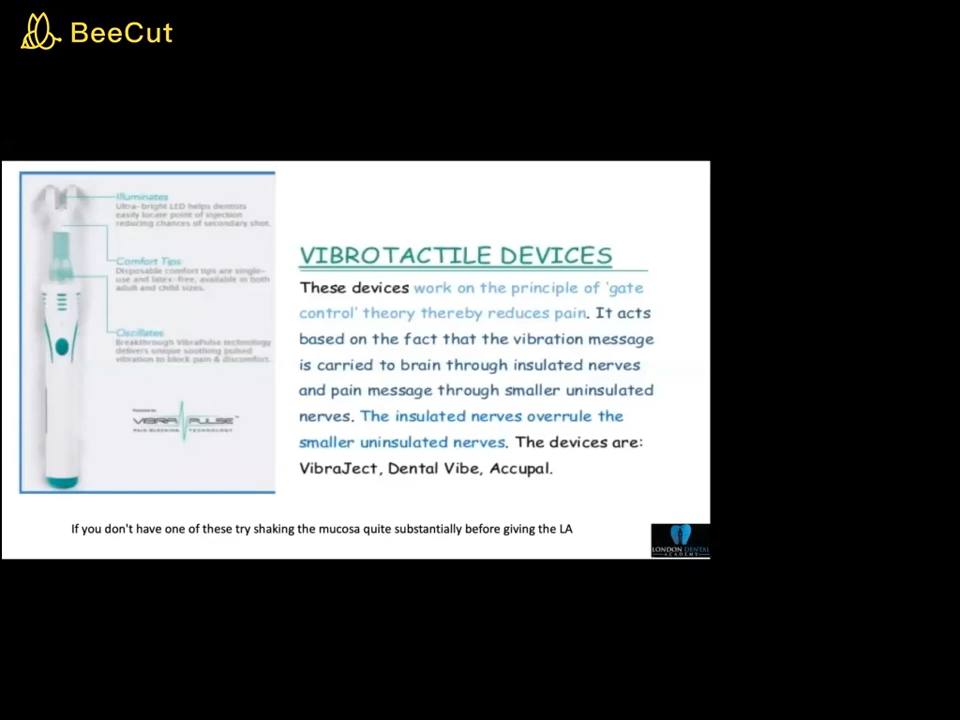 BeeCut
Illuminates
Ultra-bright LED helps dentists
easily locate point of injection
reducing chances of secondary shot.
Comfort Tips
Disposable comfort tips are single-
use and latex-free, available in both
adult and child sizes.
Oscillates
Breakthrough VibraPulse technology
delivers unique soothing pulsed
vibration to block pain & discomfort.
Powered by
VIBRA PULSE™
PAIN BLOCKING TECHNOLOGY
VIBROTACTILE DEVICES
These devices work on the principle of 'gate
control' theory thereby reduces pain. It acts
based on the fact that the vibration message
is carried to brain through insulated nerves
and pain message through smaller uninsulated
nerves. The insulated nerves overrule the
smaller uninsulated nerves. The devices are:
VibraJect, Dental Vibe, Accupal.
If you don't have one of these try shaking the mucosa quite substantially before giving the LA
LONDON DENTAL
ACADEMY